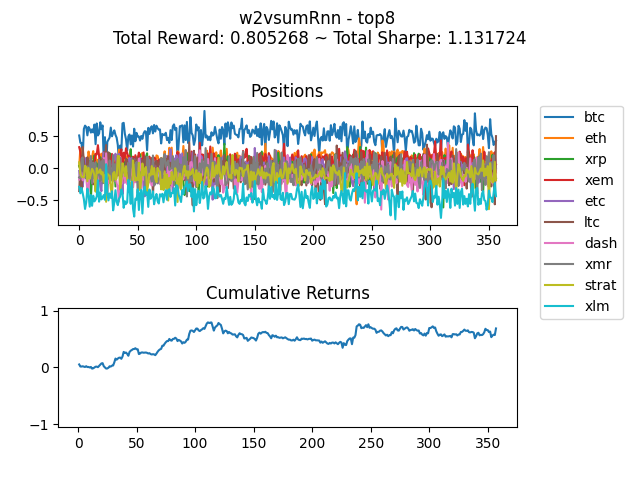 w2vsumRnn - top8
Total Reward: 0.805268 ~ Total Sharpe: 1.131724
Positions
0.5
0.0
−0.5
0 50 100 150 200 250 300 350
btc
eth
xrp
xem
etc
ltc
dash
xmr
strat
xlm
Cumulative Returns
1
0
−1
0 50 100 150 200 250 300 350